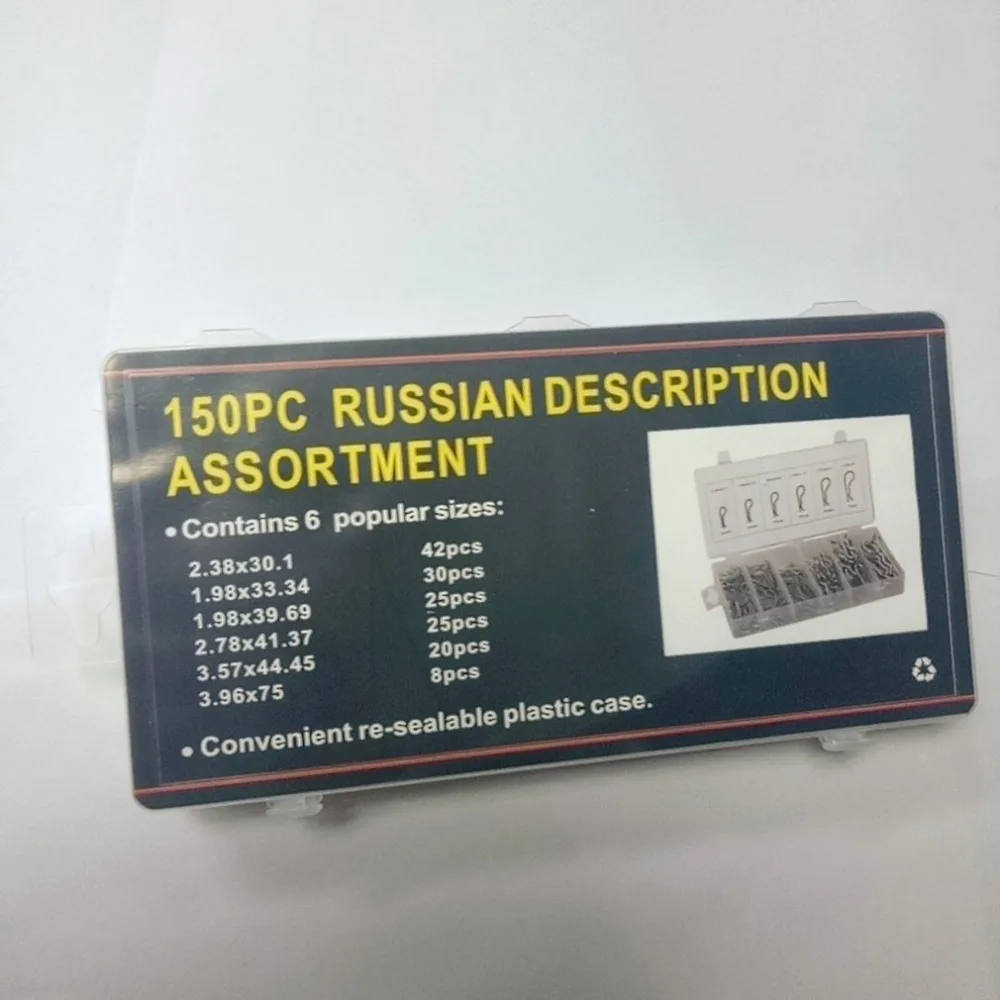 150PC RUSSIAN DESCRIPTION
ASSORTMENT
• Contains 6 popular sizes:
2.38x30.1 42pcs
1.98x33.34 30pcs
1.98x39.69 25pcs
2.78x41.37 25pcs
3.57x44.45 20pcs
3.96x75 8pcs
• Convenient re-sealable plastic case.